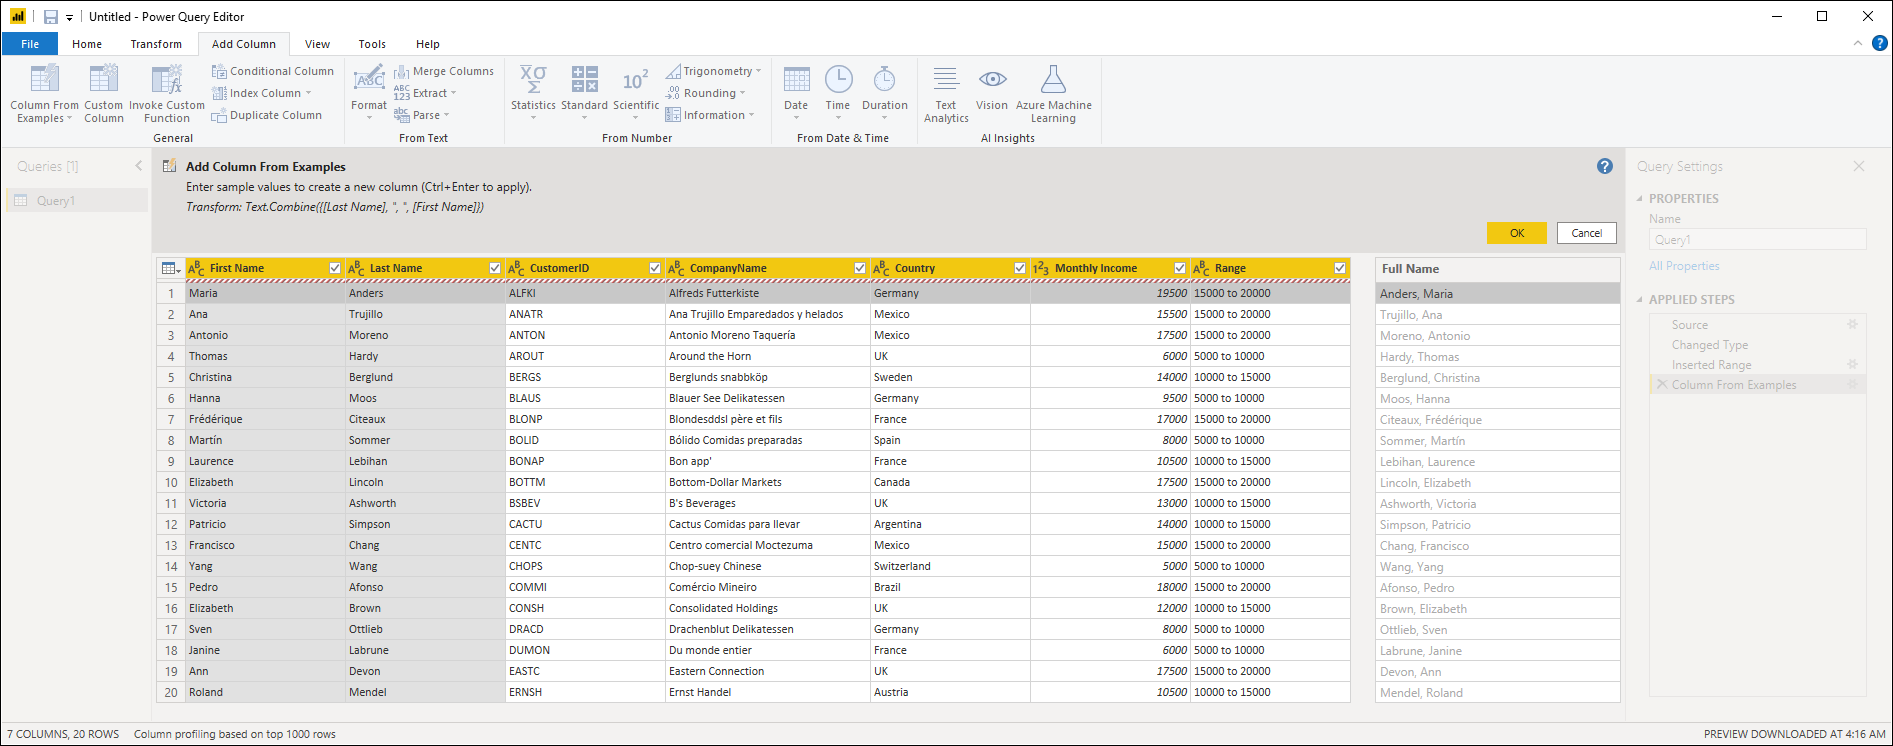 Untitled - Power Query Editor
File Home Transform Add Column View Tools Help
Column From Examples
Custom Column
Invoke Custom Function
Conditional Column
Index Column
Duplicate Column
General
Format
Merge Columns
Extract
Parse
From Text
Statistics
Standard
Scientific
Trigonometry
Rounding
Information
From Number
Date
Time
Duration
From Date & Time
Text Analytics
Vision
Azure Machine Learning
AI Insights
Queries [1]
Query1
Add Column From Examples
Enter sample values to create a new column (Ctrl+Enter to apply).
Transform: Text.Combine({[Last Name], ", ", [First Name]})
OK Cancel
First Name Last Name CustomerID CompanyName Country Monthly Income Range Full Name
1 Maria Anders ALFKI Alfreds Futterkiste Germany 19500 15000 to 20000 Anders, Maria
2 Ana Trujillo ANATR Ana Trujillo Emparedados y helados Mexico 15500 15000 to 20000 Trujillo, Ana
3 Antonio Moreno ANTON Antonio Moreno Taquería Mexico 17500 15000 to 20000 Moreno, Antonio
4 Thomas Hardy AROUT Around the Horn UK 6000 5000 to 10000 Hardy, Thomas
5 Christina Berglund BERGS Berglunds snabbköp Sweden 14000 10000 to 15000 Berglund, Christina
6 Hanna Moos BLAUS Blauer See Delikatessen Germany 9500 5000 to 10000 Moos, Hanna
7 Frédérique Citeaux BLONP Blondesddsl père et fils France 17000 15000 to 20000 Citeaux, Frédérique
8 Martín Sommer BOLID Bólido Comidas preparadas Spain 8000 5000 to 10000 Sommer, Martín
9 Laurence Lebihan BONAP Bon app' France 10500 10000 to 15000 Lebihan, Laurence
10 Elizabeth Lincoln BOTTM Bottom-Dollar Markets Canada 17500 15000 to 20000 Lincoln, Elizabeth
11 Victoria Ashworth BSBEV B's Beverages UK 13000 10000 to 15000 Ashworth, Victoria
12 Patricio Simpson CACTU Cactus Comidas para llevar Argentina 14000 10000 to 15000 Simpson, Patricio
13 Francisco Chang CENTC Centro comercial Moctezuma Mexico 15000 15000 to 20000 Chang, Francisco
14 Yang Wang CHOPS Chop-suey Chinese Switzerland 5000 5000 to 10000 Wang, Yang
15 Pedro Afonso COMMI Comércio Mineiro Brazil 18000 15000 to 20000 Afonso, Pedro
16 Elizabeth Brown CONSH Consolidated Holdings UK 12000 10000 to 15000 Brown, Elizabeth
17 Sven Ottlieb DRACD Drachenblut Delikatessen Germany 8000 5000 to 10000 Ottlieb, Sven
18 Janine Labrune DUMON Du monde entier France 6000 5000 to 10000 Labrune, Janine
19 Ann Devon EASTC Eastern Connection UK 17500 15000 to 20000 Devon, Ann
20 Roland Mendel ERNSH Ernst Handel Austria 10500 10000 to 15000 Mendel, Roland
Query Settings
PROPERTIES
Name
Query1
All Properties
APPLIED STEPS
Source
Changed Type
Inserted Range
Column From Examples
7 COLUMNS, 20 ROWS Column profiling based on top 1000 rows PREVIEW DOWNLOADED AT 4:16 AM